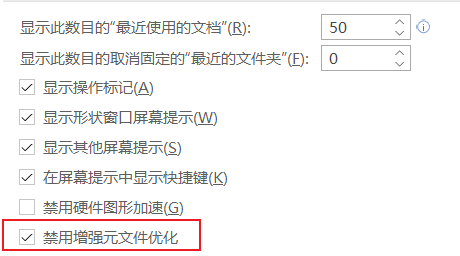 显示此数目的“最近使用的文档”(R): 50
显示此数目的取消固定的“最近的文件夹”(F): 0
显示操作标记(A)
显示形状窗口屏幕提示(W)
显示其他屏幕提示(S)
在屏幕提示中显示快捷键(K)
禁用硬件图形加速(G)
禁用增强元文件优化